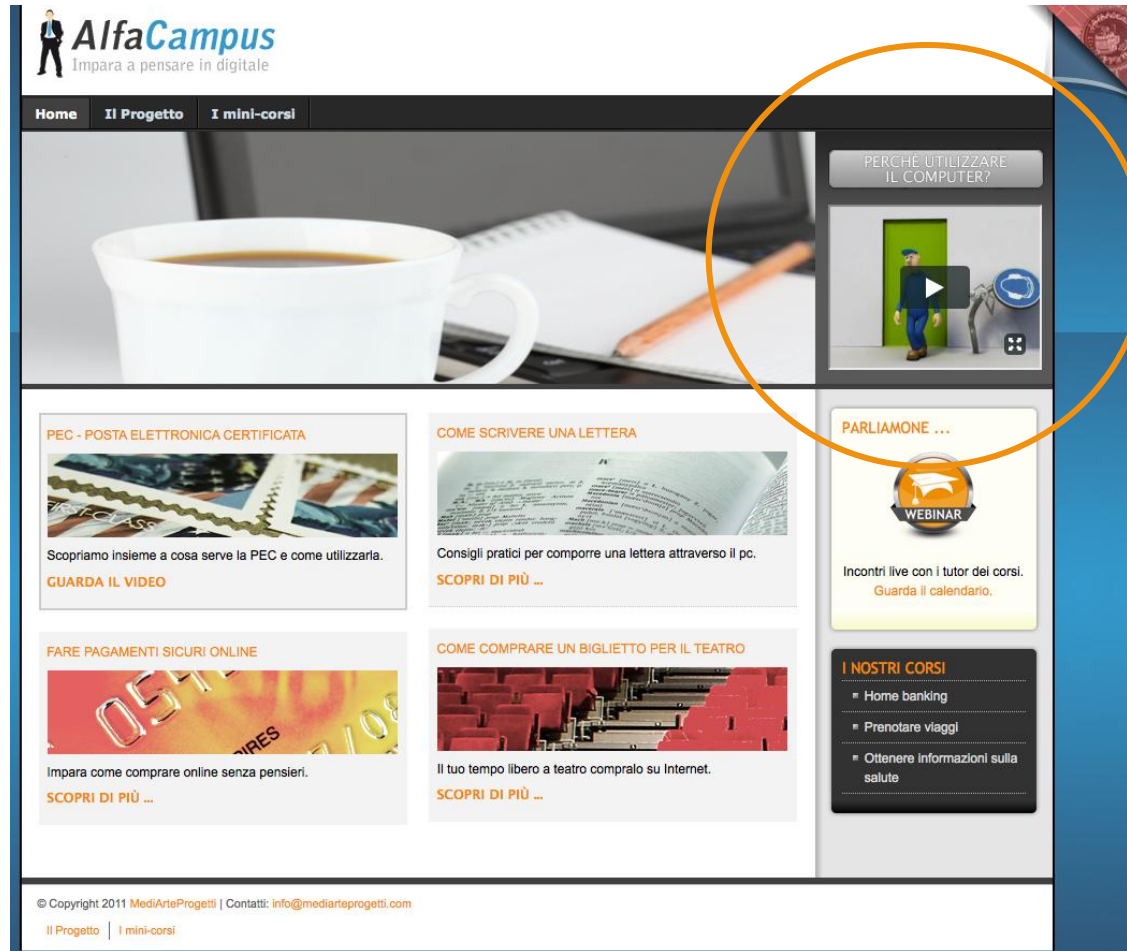 AlfaCampus
Impara a pensare in digitale
Home Il Progetto I mini-corsi
PERCHÈ UTILIZZARE
IL COMPUTER?
PEC - POSTA ELETTRONICA CERTIFICATA
FIRST-CLASS
Scopriamo insieme a cosa serve la PEC e come utilizzarla.
GUARDA IL VIDEO
COME SCRIVERE UNA LETTERA
Consigli pratici per comporre una lettera attraverso il pc.
SCOPRI DI PIÙ ...
PARLIAMONE ...
WEBINAR
Incontri live con i tutor dei corsi.
Guarda il calendario.
FARE PAGAMENTI SICURI ONLINE
Impara come comprare online senza pensieri.
SCOPRI DI PIÙ ...
COME COMPRARE UN BIGLIETTO PER IL TEATRO
Il tuo tempo libero a teatro compralo su Internet.
SCOPRI DI PIÙ ...
I NOSTRI CORSI
Home banking
Prenotare viaggi
Ottenere informazioni sulla
salute
© Copyright 2011 MediArteProgetti | Contatti: info@mediarteprogetti.com
Il Progetto | I mini-corsi